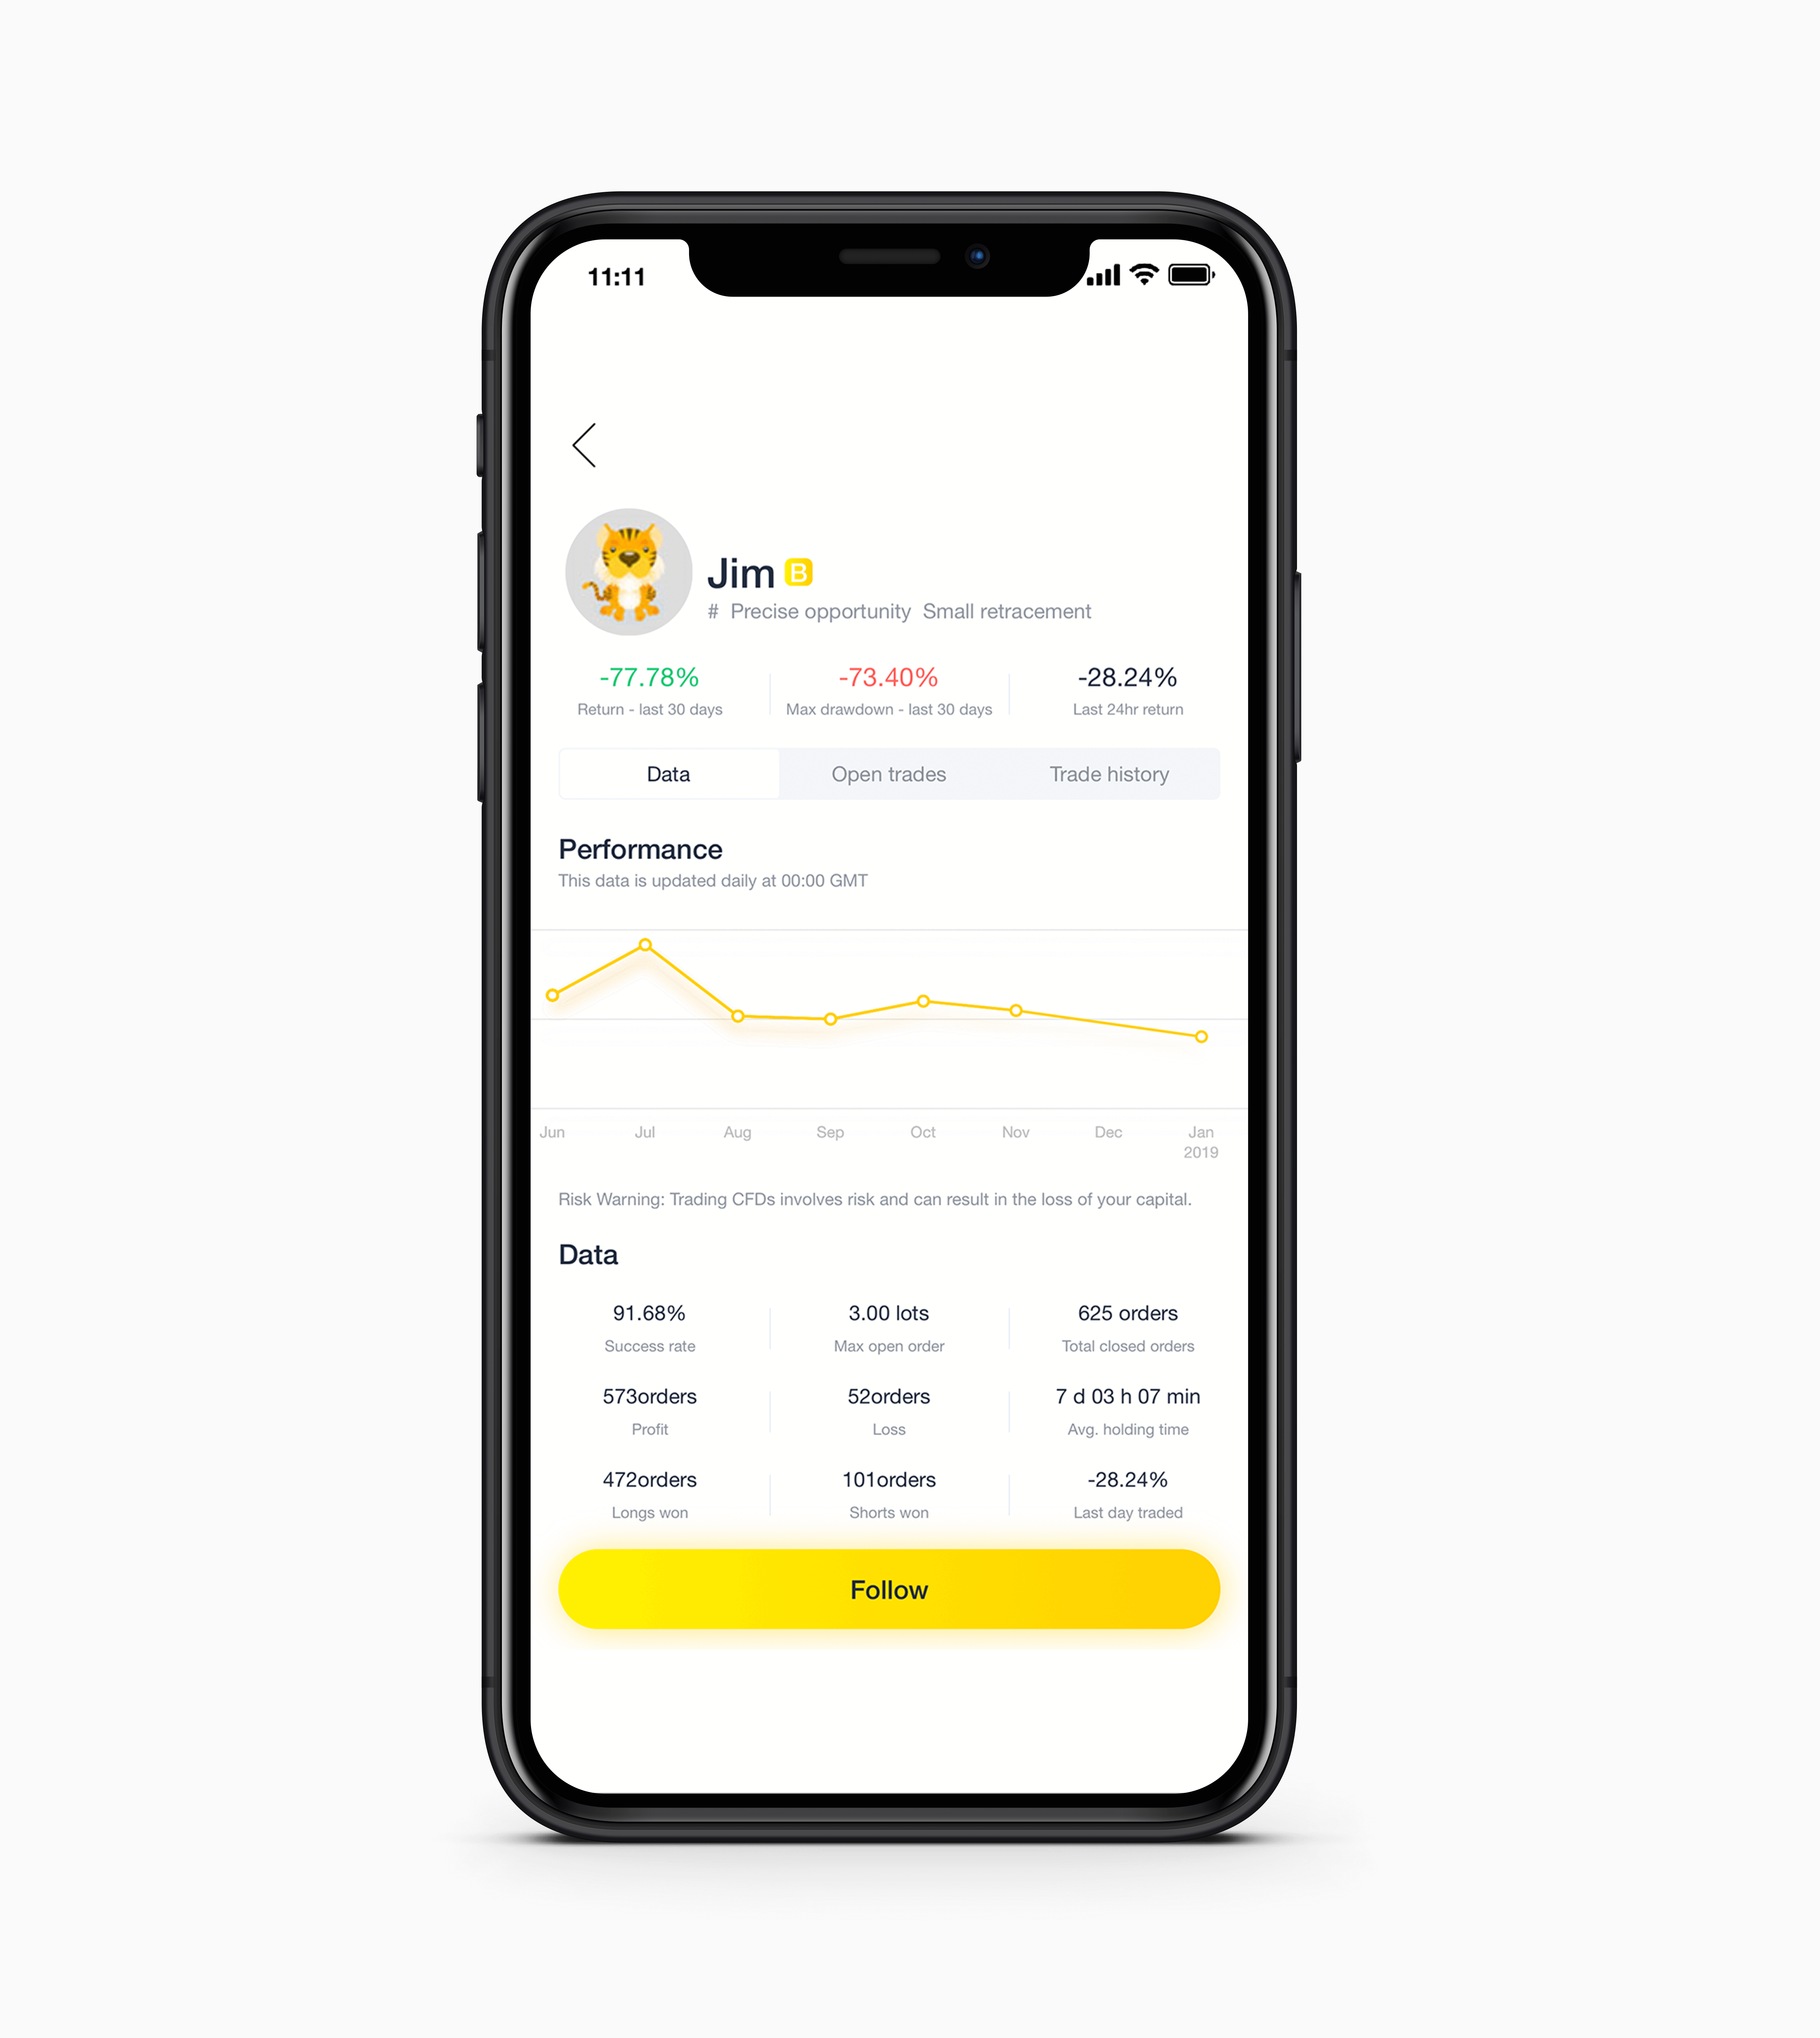 11:11
Jim B
# Precise opportunity Small retracement
-77.78% -73.40% -28.24%
Return - last 30 days Max drawdown - last 30 days Last 24hr return
Data Open trades Trade history
Performance
This data is updated daily at 00:00 GMT
Jun Jul Aug Sep Oct Nov Dec Jan
2019
Risk Warning: Trading CFDs involves risk and can result in the loss of your capital.
Data
91.68% 3.00 lots 625 orders
Success rate Max open order Total closed orders
573orders 52orders 7 d 03 h 07 min
Profit Loss Avg. holding time
472orders 101orders -28.24%
Longs won Shorts won Last day traded
Follow